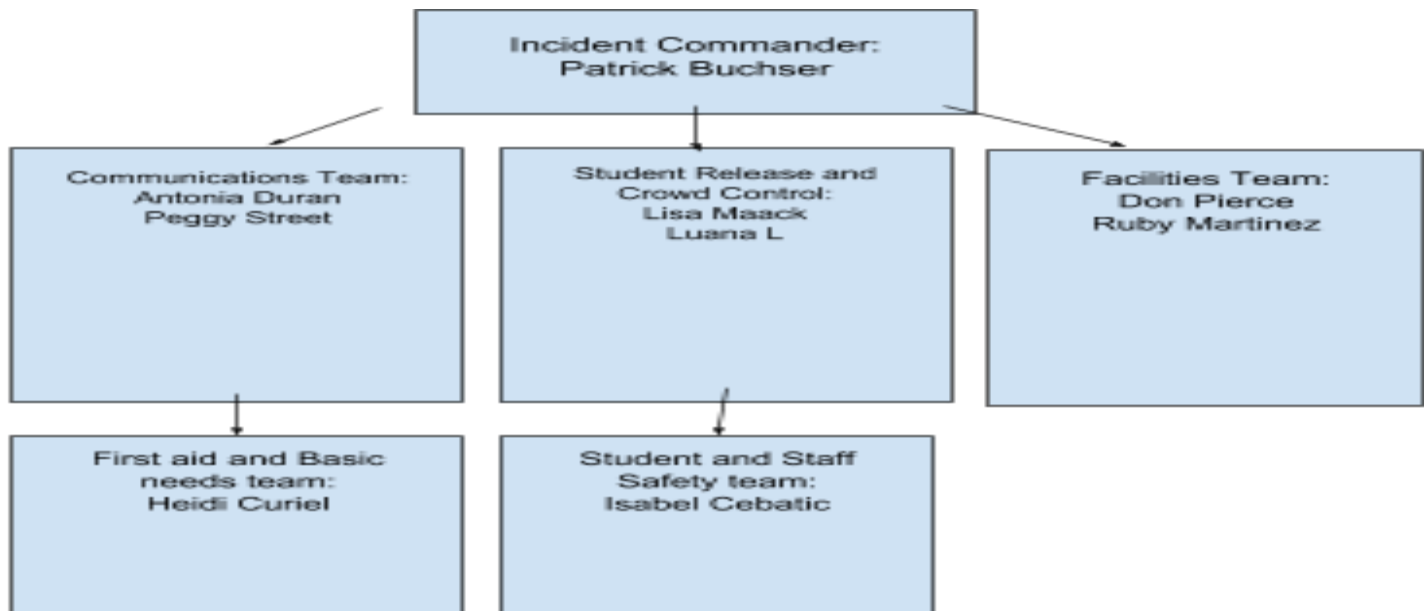 Incident Commander:
Patrick Buchser
Communications Team:
Antonia Duran
Peggy Street
Student Release and
Crowd Control:
Lisa Maack
Luana L
Facilities Team:
Don Pierce
Ruby Martinez
First aid and Basic
needs team:
Heidi Curiel
Student and Staff
Safety team:
Isabel Cebatic